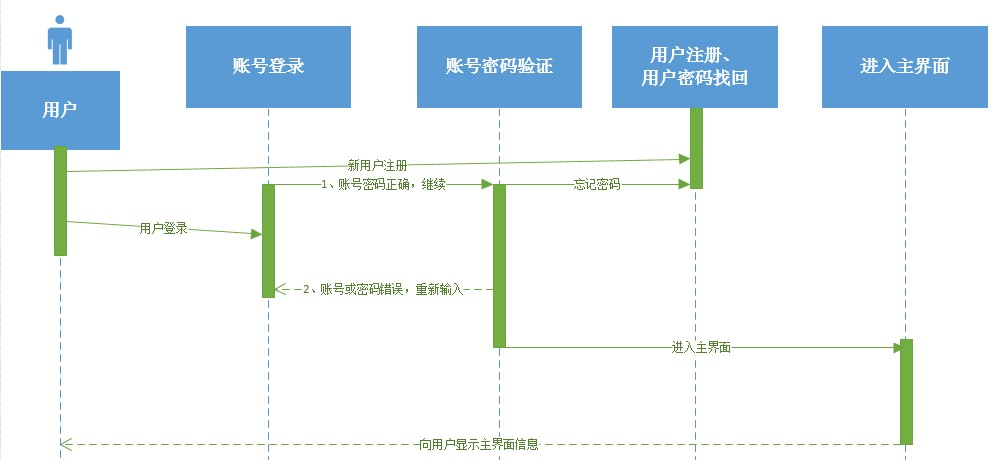 用户
账号登录
账号密码验证
用户注册、
用户密码找回
进入主界面
新用户注册
1、账号密码正确，继续
忘记密码
用户登录
2、账号或密码错误，重新输入
进入主界面
向用户显示主界面信息